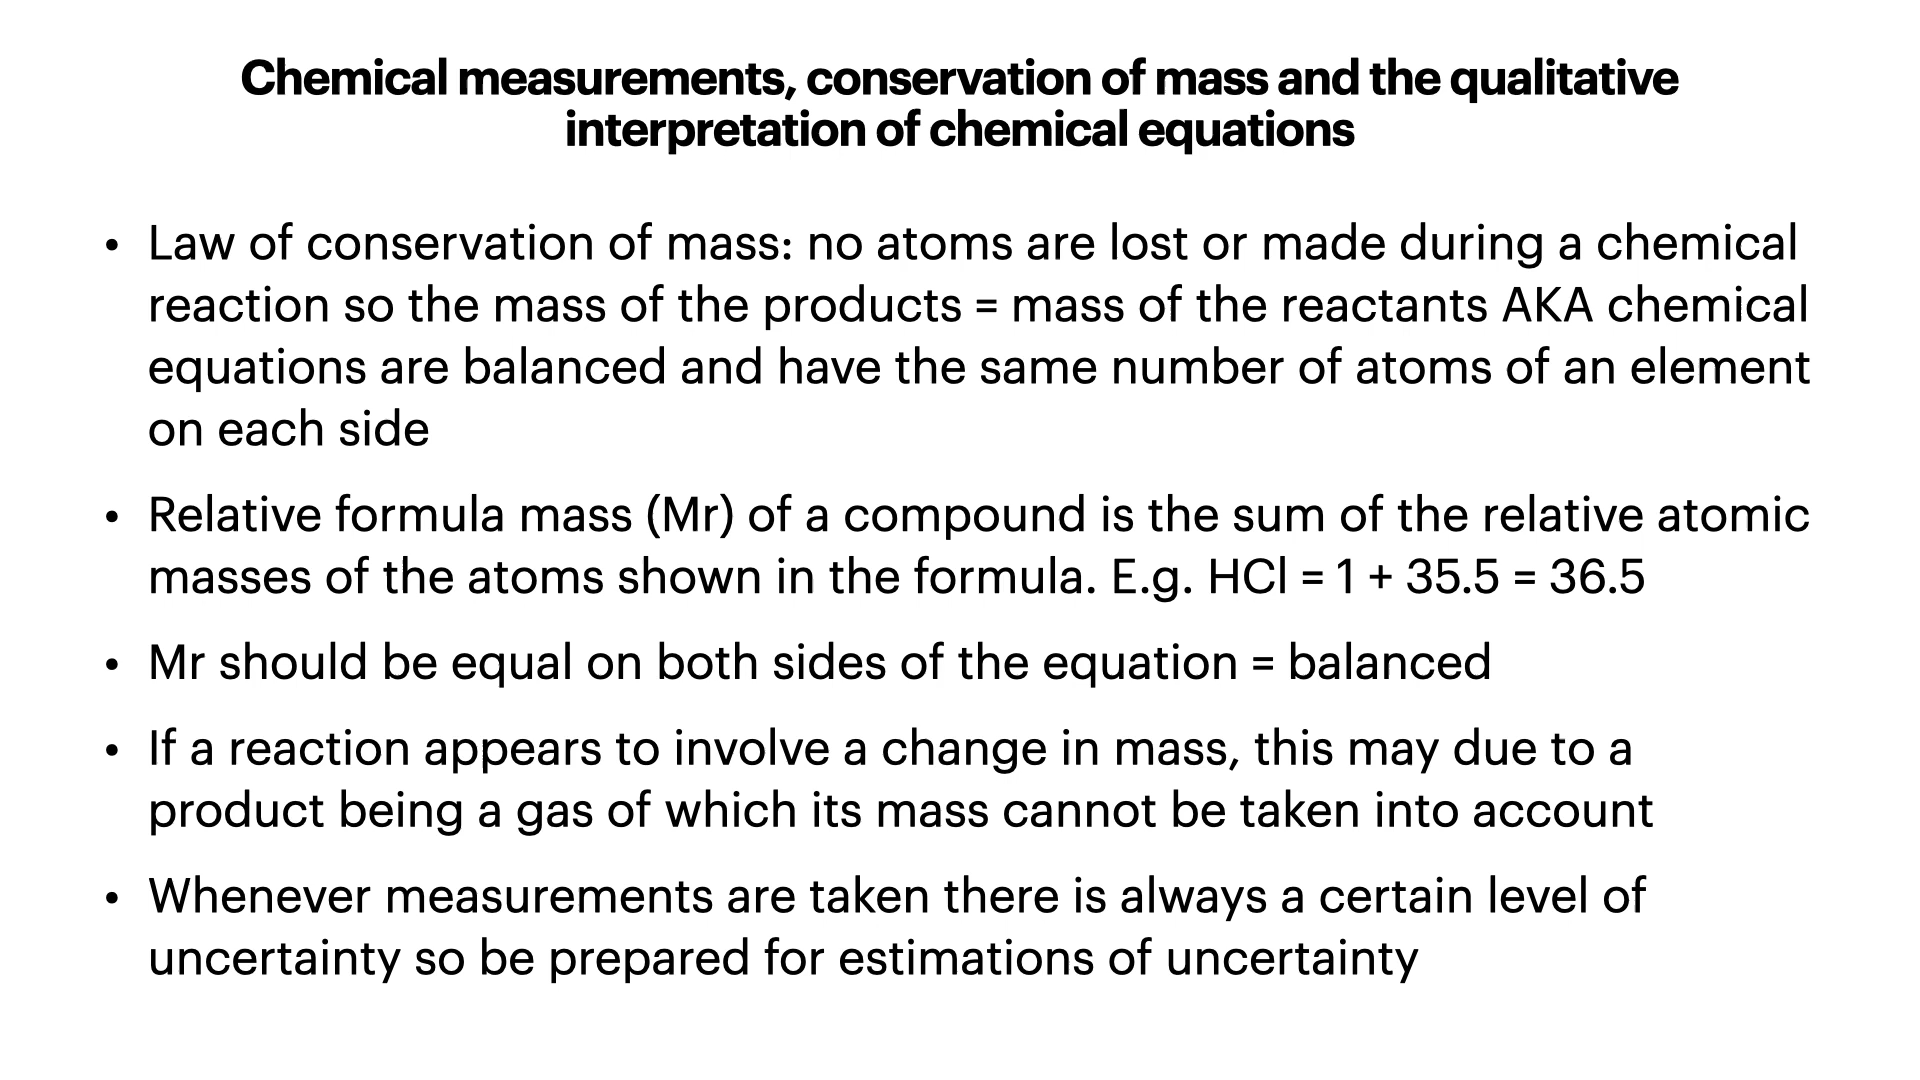 Chemical measurements, conservation of mass and the qualitative
interpretation of chemical equations
• Law of conservation of mass: no atoms are lost or made during a chemical
reaction so the mass of the products = mass of the reactants AKA chemical
equations are balanced and have the same number of atoms of an element
on each side
• Relative formula mass (Mr) of a compound is the sum of the relative atomic
masses of the atoms shown in the formula. E.g. HCl = 1 + 35.5 = 36.5
• Mr should be equal on both sides of the equation = balanced
• If a reaction appears to involve a change in mass, this may due to a
product being a gas of which its mass cannot be taken into account
• Whenever measurements are taken there is always a certain level of
uncertainty so be prepared for estimations of uncertainty